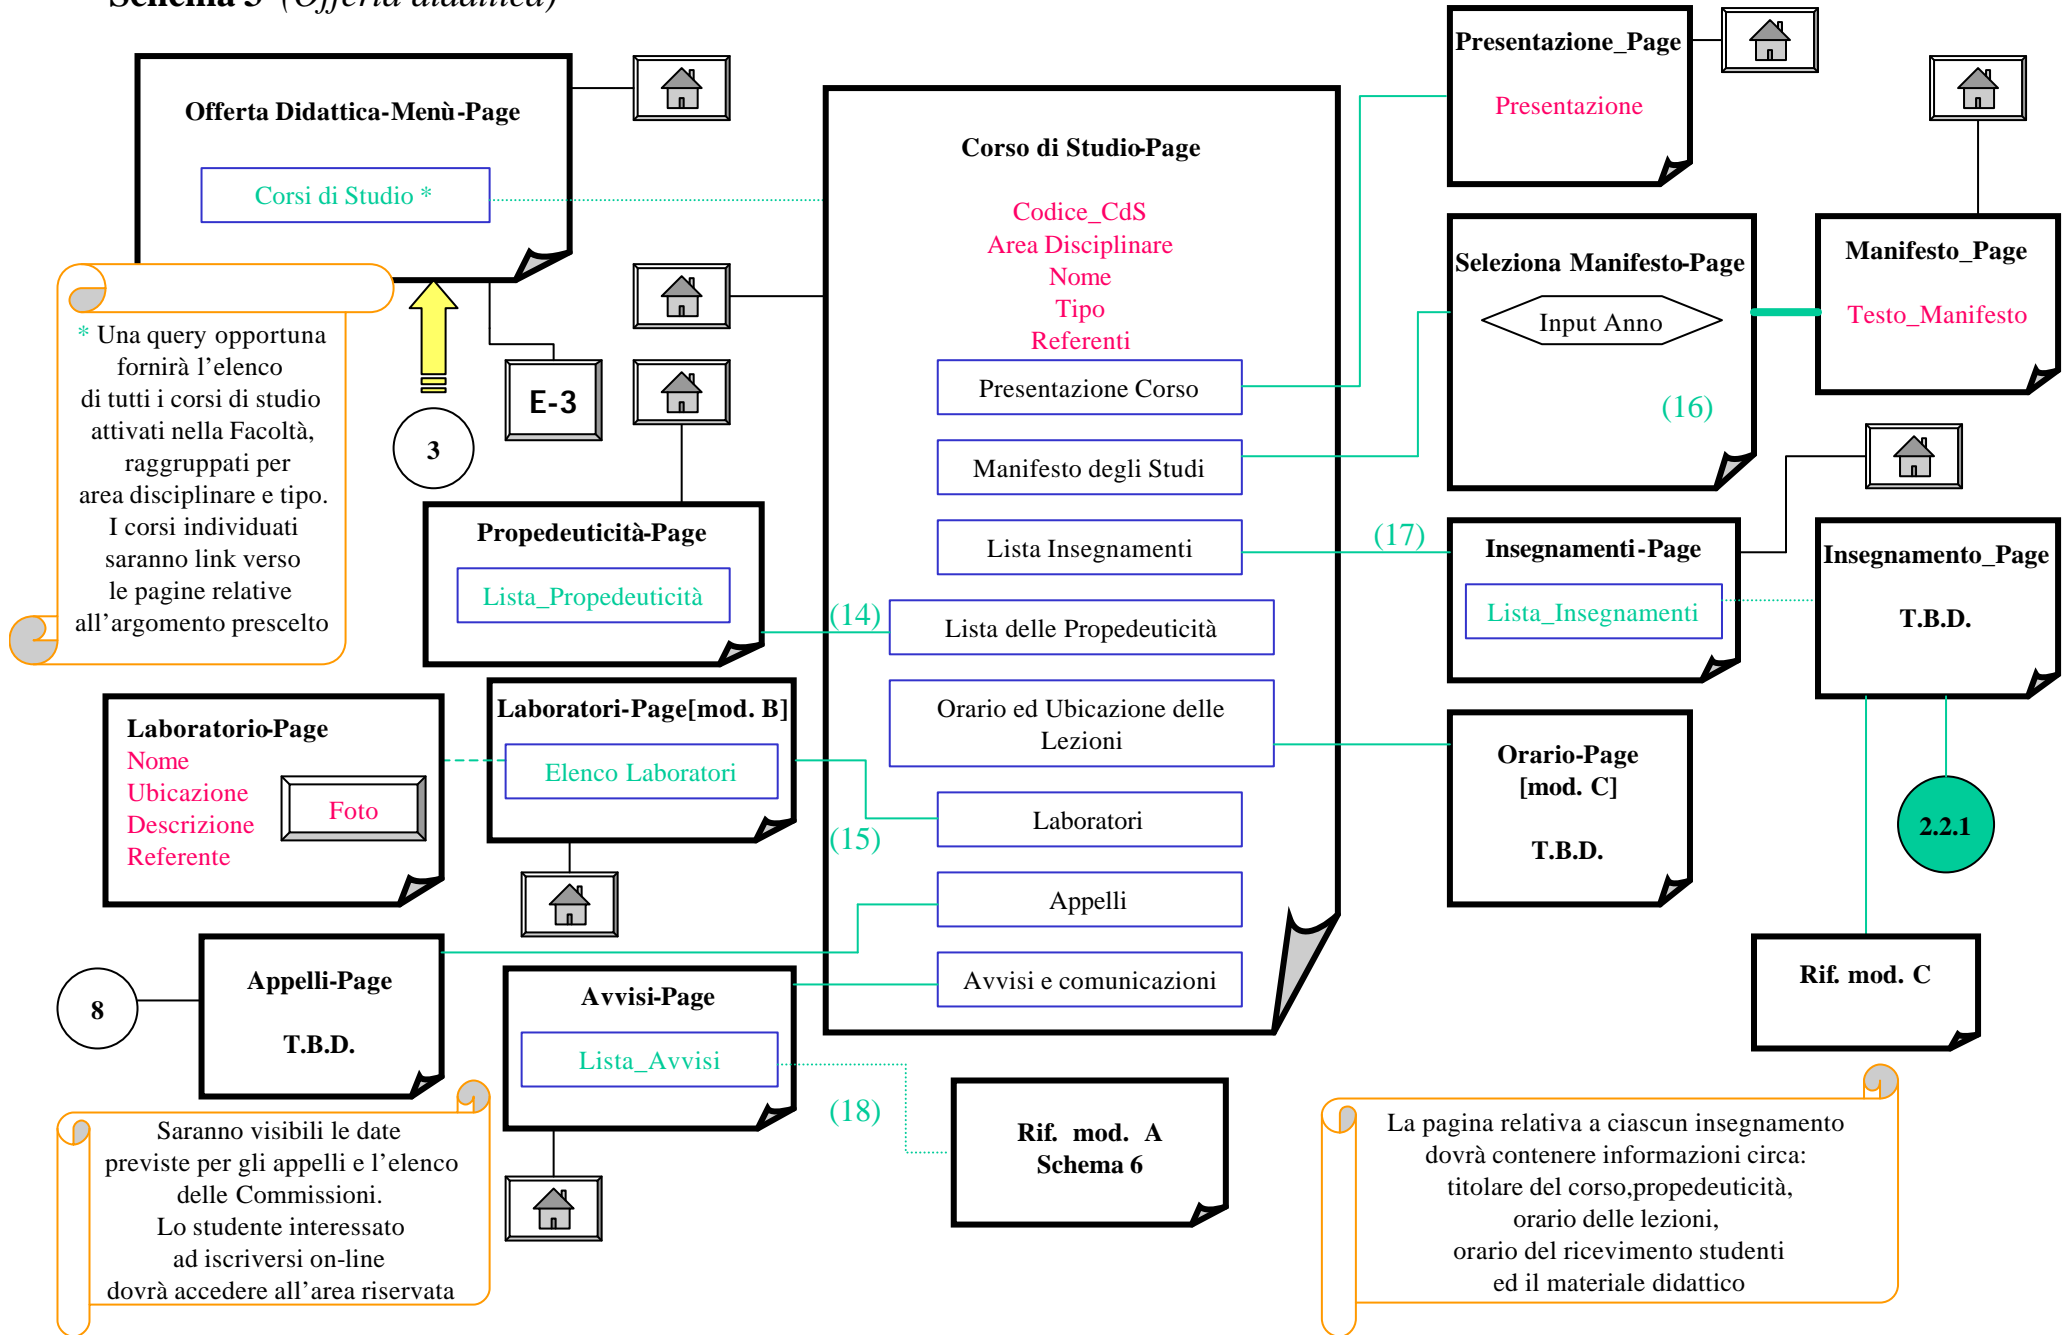 Schema 3 (Offerta didattica)
Offerta Didattica-Menù-Page
Corsi di Studio *
* Una query opportuna
fornirà l'elenco
di tutti i corsi di studio
attivati nella Facoltà,
raggruppati per
area disciplinare e tipo.
I corsi individuati
saranno link verso
le pagine relative
all'argomento prescelto
3
E-3
Propedeuticità-Page
Lista_Propedeuticità
(14)
Laboratorio-Page
Nome
Ubicazione
Descrizione
Referente
Foto
Laboratori-Page[mod. B]
Elenco Laboratori
(15)
8
Appelli-Page
T.B.D.
Avvisi-Page
Lista_Avvisi
(18)
Saranno visibili le date
previste per gli appelli e l'elenco
delle Commissioni.
Lo studente interessato
ad iscriversi on-line
dovrà accedere all'area riservata
Corso di Studio-Page
Codice_CdS
Area Disciplinare
Nome
Tipo
Referenti
Presentazione Corso
Manifesto degli Studi
Lista Insegnamenti
Lista delle Propedeuticità
Orario ed Ubicazione delle
Lezioni
Laboratori
Appelli
Avvisi e comunicazioni
Rif. mod. A
Schema 6
Presentazione_Page
Presentazione
Seleziona Manifesto-Page
Input Anno
(16)
Manifesto_Page
Testo_Manifesto
(17)
Insegnamenti-Page
Lista_Insegnamenti
Insegnamento_Page
T.B.D.
Orario-Page
[mod. C]
T.B.D.
2.2.1
Rif. mod. C
La pagina relativa a ciascun insegnamento
dovrà contenere informazioni circa:
titolare del corso,propedeuticità,
orario delle lezioni,
orario del ricevimento studenti
ed il materiale didattico